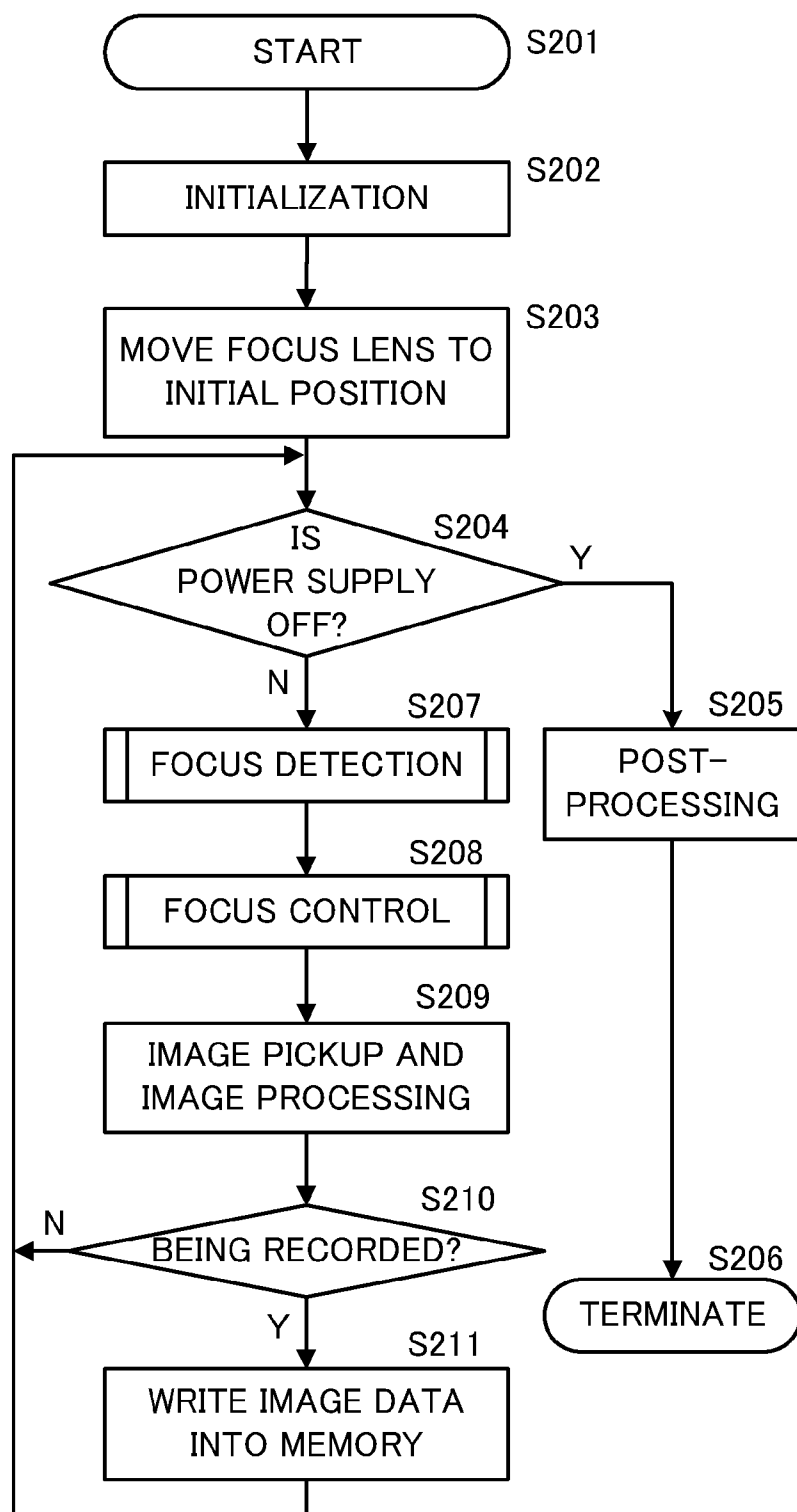 START
S201
INITIALIZATION
S202
S203
MOVE FOCUS LENS TO
INITIAL POSITION
S204
IS
POWER SUPPLY
OFF?
Y
N
S207
FOCUS DETECTION
S205
POST-
PROCESSING
S208
FOCUS CONTROL
S209
IMAGE PICKUP AND
IMAGE PROCESSING
S210
N
BEING RECORDED?
Y
S206
TERMINATE
S211
WRITE IMAGE DATA
INTO MEMORY